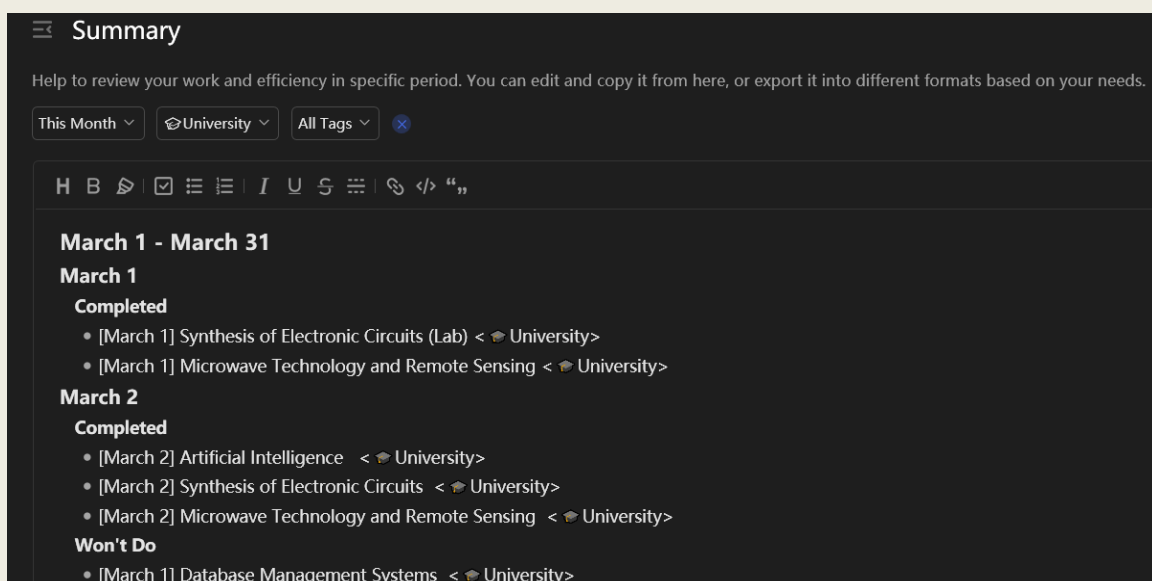 Summary
Help to review your work and efficiency in specific period. You can edit and copy it from here, or export it into different formats based on your needs.
This Month 🎓University All Tags
H B I U S </> “„
March 1 - March 31
March 1
Completed
• [March 1] Synthesis of Electronic Circuits (Lab) < 🎓University>
• [March 1] Microwave Technology and Remote Sensing < 🎓University>
March 2
Completed
• [March 2] Artificial Intelligence < 🎓University>
• [March 2] Synthesis of Electronic Circuits < 🎓University>
• [March 2] Microwave Technology and Remote Sensing < 🎓University>
Won't Do
• [March 1] Database Management Systems < 🎓University>